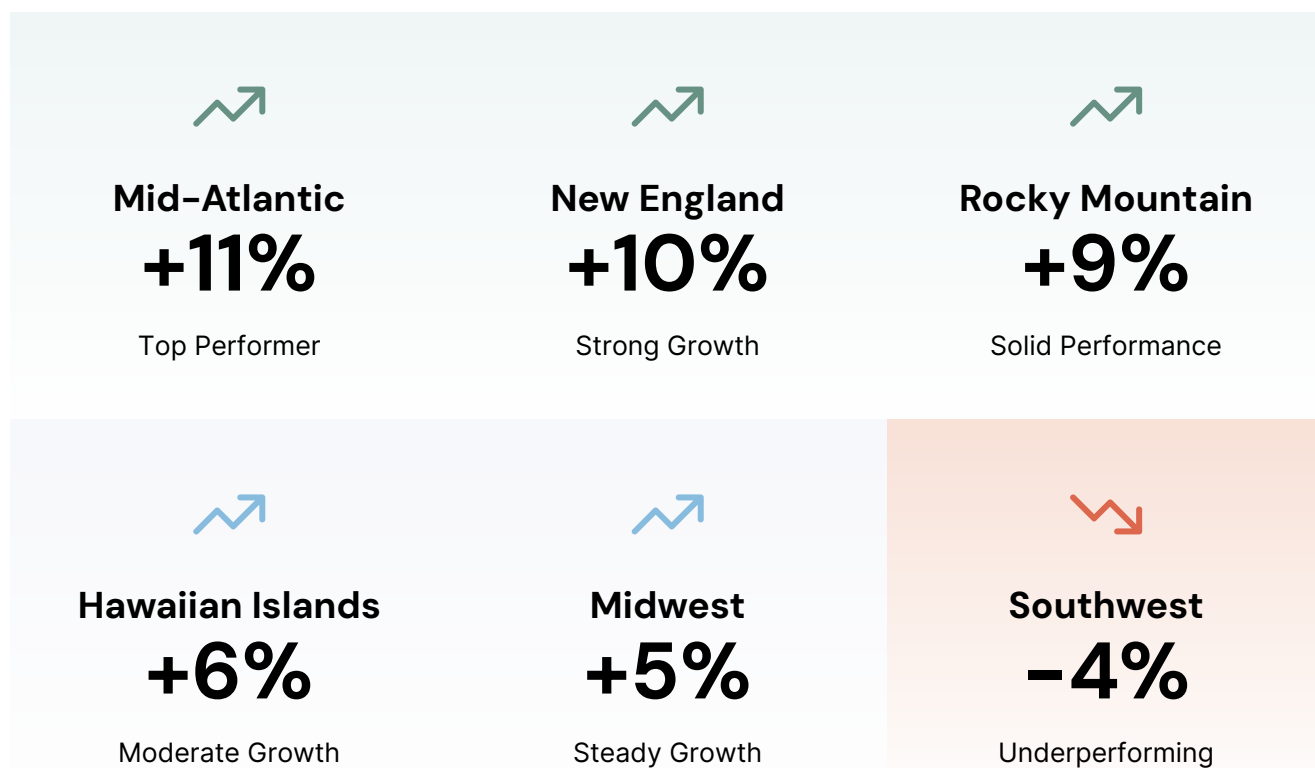 Mid-Atlantic
+11%
Top Performer
New England
+10%
Strong Growth
Rocky Mountain
+9%
Solid Performance
Hawaiian Islands
+6%
Moderate Growth
Midwest
+5%
Steady Growth
Southwest
-4%
Underperforming